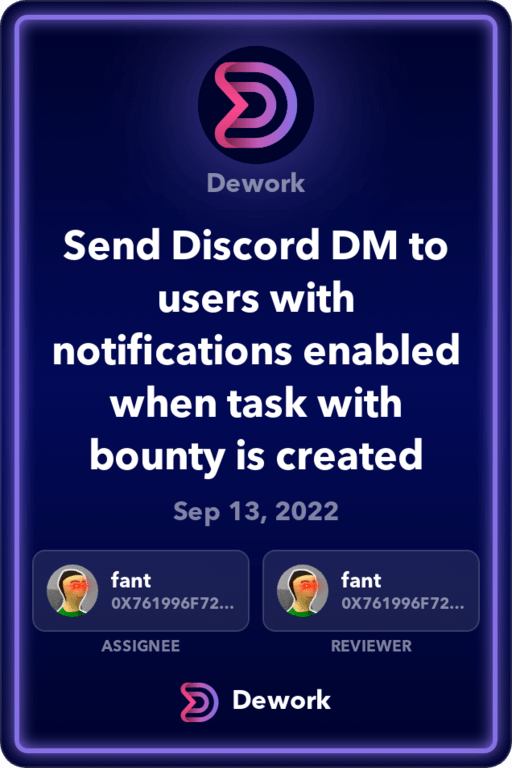 Dework
Send Discord DM to
users with
notifications enabled
when task with
bounty is created
Sep 13, 2022
fant
0X761996F72...
ASSIGNEE
fant
0X761996F72...
REVIEWER
Dework